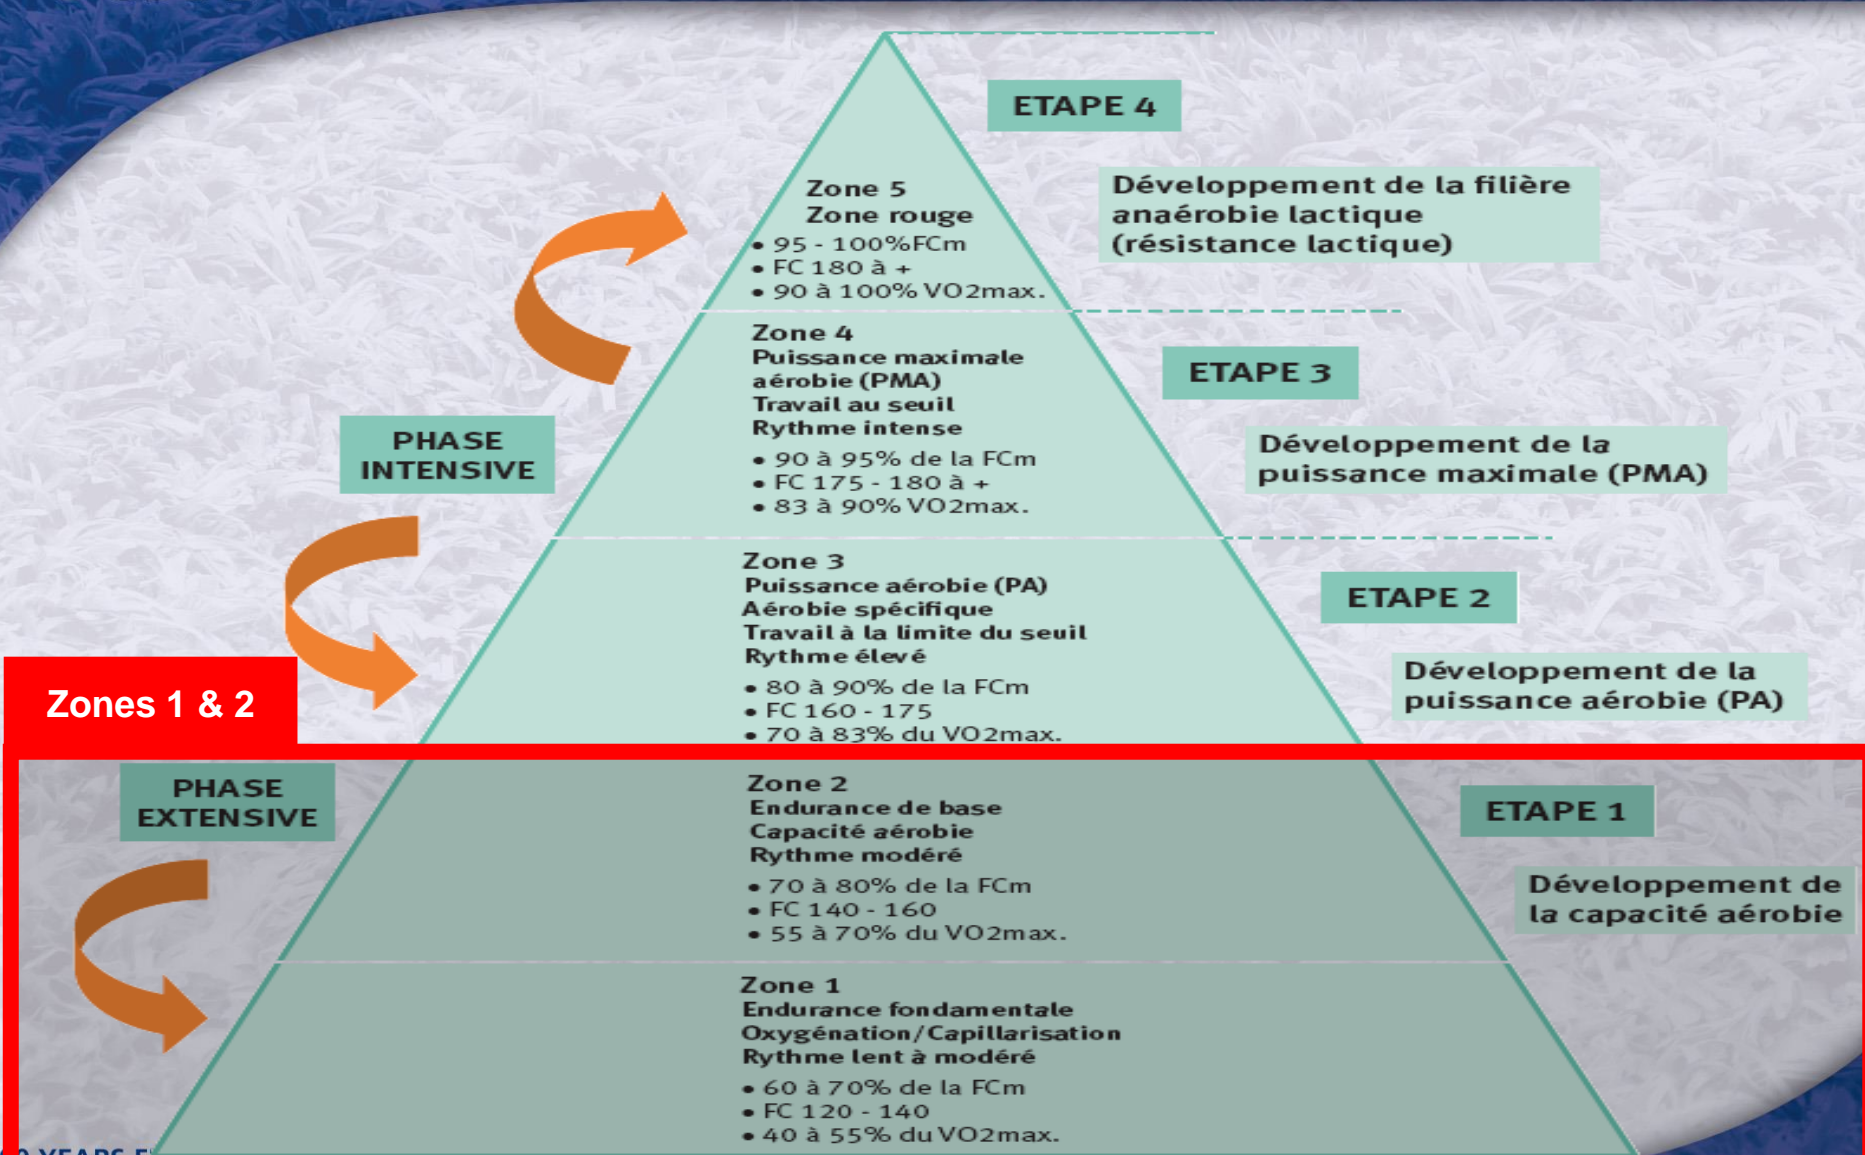 ETAPE 4
Développement de la filière
anaérobie lactique
(résistance lactique)
Zone 5
Zone rouge
• 95 - 100%FCm
• FC 180 à +
• 90 à 100% VO2max.
ETAPE 3
Développement de la
puissance maximale (PMA)
Zone 4
Puissance maximale
aérobie (PMA)
Travail au seuil
Rythme intense
• 90 à 95% de la FCm
• FC 175 - 180 à +
• 83 à 90% VO2max.
PHASE
INTENSIVE
ETAPE 2
Développement de la
puissance aérobie (PA)
Zone 3
Puissance aérobie (PA)
Aérobie spécifique
Travail à la limite du seuil
Rythme élevé
• 80 à 90% de la FCm
• FC 160 - 175
• 70 à 83% du VO2max.
Zones 1 & 2
PHASE
EXTENSIVE
ETAPE 1
Développement de
la capacité aérobie
Zone 2
Endurance de base
Capacité aérobie
Rythme modéré
• 70 à 80% de la FCm
• FC 140 - 160
• 55 à 70% du VO2max.
Zone 1
Endurance fondamentale
Oxygénation/Capillarisation
Rythme lent à modéré
• 60 à 70% de la FCm
• FC 120 - 140
• 40 à 55% du VO2max.
YEARS